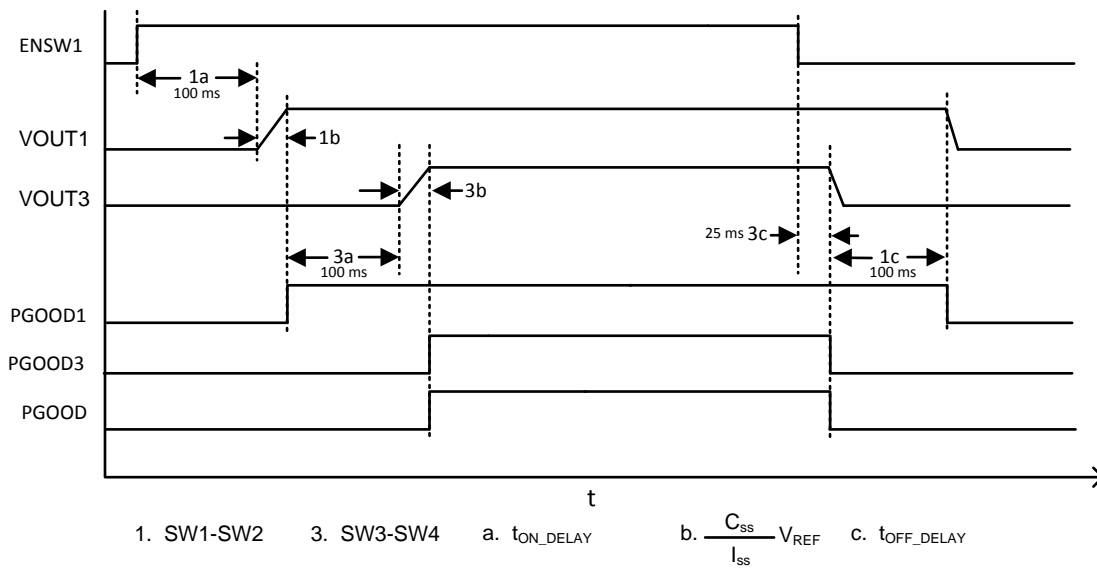 ENSW1
1a
100 ms
VOUT1
1b
VOUT3
3b
25 ms 3c
3a
100 ms
1c
100 ms
PGOOD1
PGOOD3
PGOOD
t
1. SW1-SW2 3. SW3-SW4 a. tON_DELAY b. Css / Iss VREF c. tOFF_DELAY